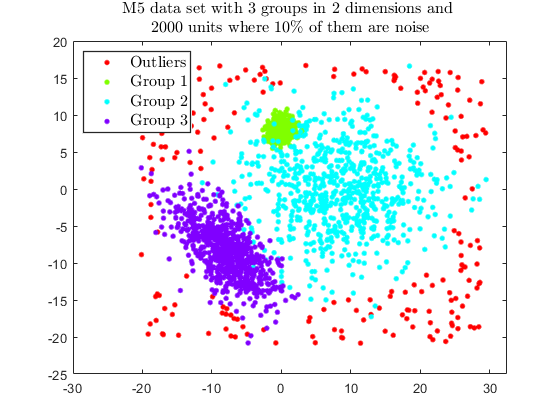 M5 data set with 3 groups in 2 dimensions and
2000 units where 10% of them are noise
20
Outliers
15
Group 1
10
Group 2
Group 3
5
0
-5
-10
-15
-20
-25
-30 -20 -10 0 10 20 30